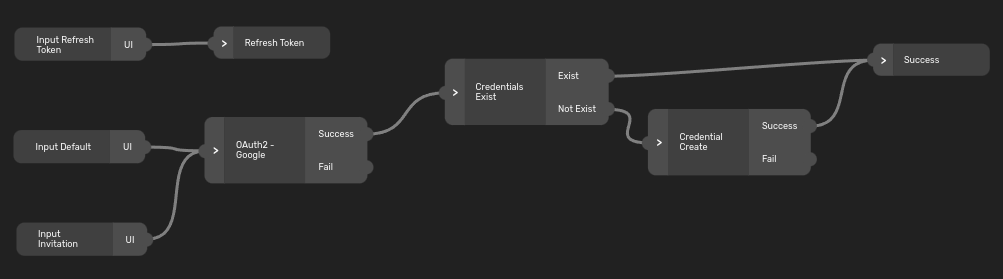 Input Refresh
Token
UI
> Refresh Token
Input Default
UI
> OAuth2 -
Google
Success
Fail
Input
Invitation
UI
> Credentials
Exist
Exist
Not Exist
> Credential
Create
Success
Fail
> Success